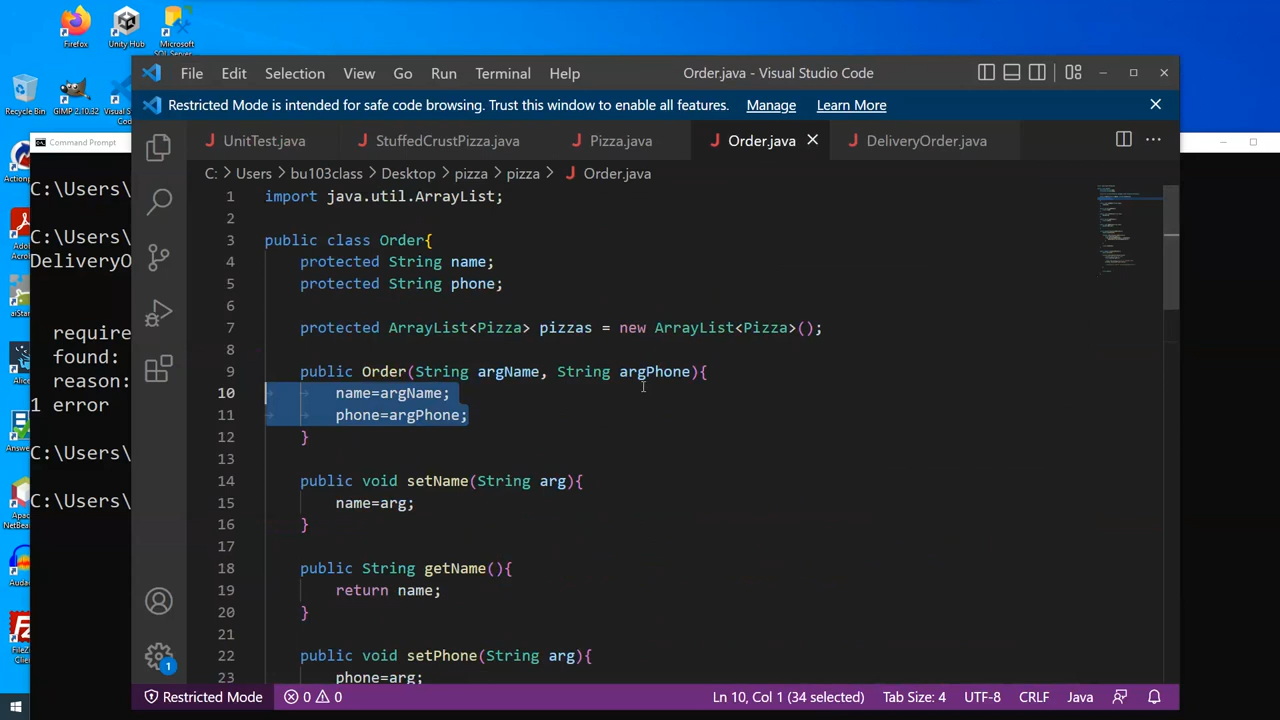 Firefox
Unity Hub
Microsoft
SQL Server
Recycle Bin
GIMP 2.10.32
File Edit Selection View Go Run Terminal Help
Order.java - Visual Studio Code
Restricted Mode is intended for safe code browsing. Trust this window to enable all features. Manage Learn More
Command Prompt
UnitTest.java StuffedCrustPizza.java Pizza.java Order.java DeliveryOrder.java
C: > Users > bu103class > Desktop > pizza > pizza > Order.java
1 import java.util.ArrayList;
2
3 public class Order{
4 protected String name;
5 protected String phone;
6
7 protected ArrayList<Pizza> pizzas = new ArrayList<Pizza>();
8
9 public Order(String argName, String argPhone){
10 name=argName;
11 phone=argPhone;
12 }
13
14 public void setName(String arg){
15 name=arg;
16 }
17
18 public String getName(){
19 return name;
20 }
21
22 public void setPhone(String arg){
23 phone=arg;
C:\Users\
C:\Users\
DeliveryO
require
found:
reason:
1 error
C:\Users\
C:\Users\
1
Restricted Mode 0 0 Ln 10, Col 1 (34 selected) Tab Size: 4 UTF-8 CRLF Java